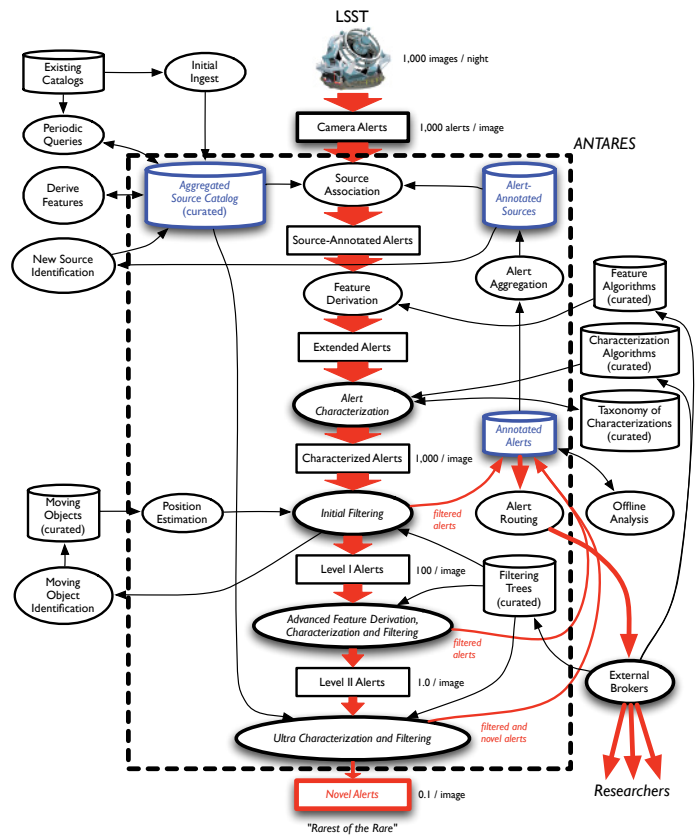 LSST
1,000 images / night
Existing
Catalogs
Initial
Ingest
Camera Alerts
1,000 alerts / image
Periodic
Queries
ANTARES
Aggregated
Source Catalog
(curated)
Source
Association
Alert-
Annotated
Sources
Derive
Features
Source-Annotated Alerts
New Source
Identification
Alert
Aggregation
Feature
Derivation
Feature
Algorithms
(curated)
Extended Alerts
Characterization
Algorithms
(curated)
Alert
Characterization
Taxonomy of
Characterizations
(curated)
Annotated
Alerts
Characterized Alerts
1,000 / image
Moving
Objects
(curated)
Position
Estimation
Initial Filtering
filtered
alerts
Alert
Routing
Offline
Analysis
Level I Alerts
100 / image
Filtering
Trees
(curated)
Moving
Object
Identification
Advanced Feature Derivation,
Characterization and Filtering
filtered
alerts
Level II Alerts
1.0 / image
External
Brokers
Ultra Characterization and Filtering
filtered and
novel alerts
Novel Alerts
0.1 / image
Researchers
"Rarest of the Rare"